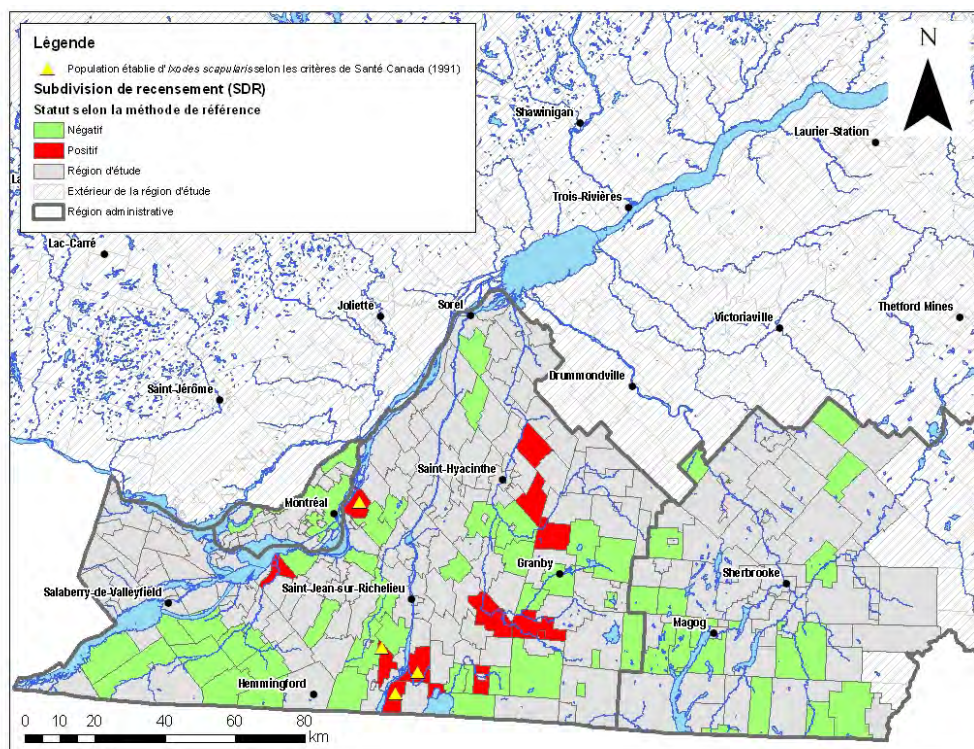 Légende
Population établie d'Ixodes scapularis selon les critères de Santé Canada (1991)
Subdivision de recensement (SDR)
Statut selon la méthode de référence
Négatif
Positif
Région d'étude
Extérieur de la région d'étude
Région administrative
N
Shawinigan
Laurier-Station
Trois-Rivières
La
Lac-Carré
Joliette
Sorel
Victoriaville
Thetford Mines
Saint-Jérôme
Drummondville
Saint-Hyacinthe
Montréal
Granby
Sherbrooke
Salaberry-de-Valleyfield
Saint-Jean-sur-Richelieu
Magog
Hemmingford
0 10 20 40 60 80
km